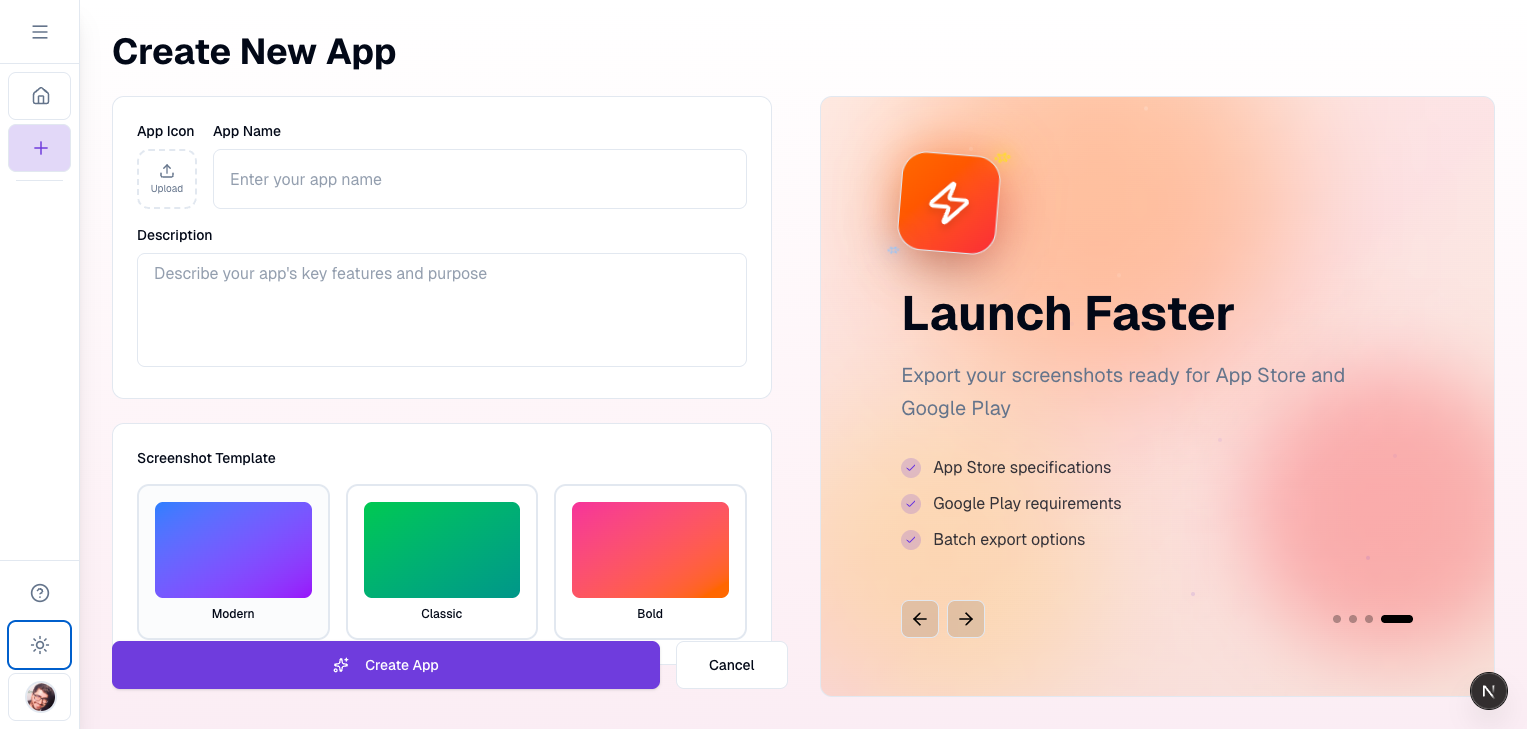 Create New App
App Icon
App Name
Upload
Enter your app name
Description
Describe your app's key features and purpose
Screenshot Template
Modern
Classic
Bold
Create App
Cancel
Launch Faster
Export your screenshots ready for App Store and
Google Play
App Store specifications
Google Play requirements
Batch export options
N